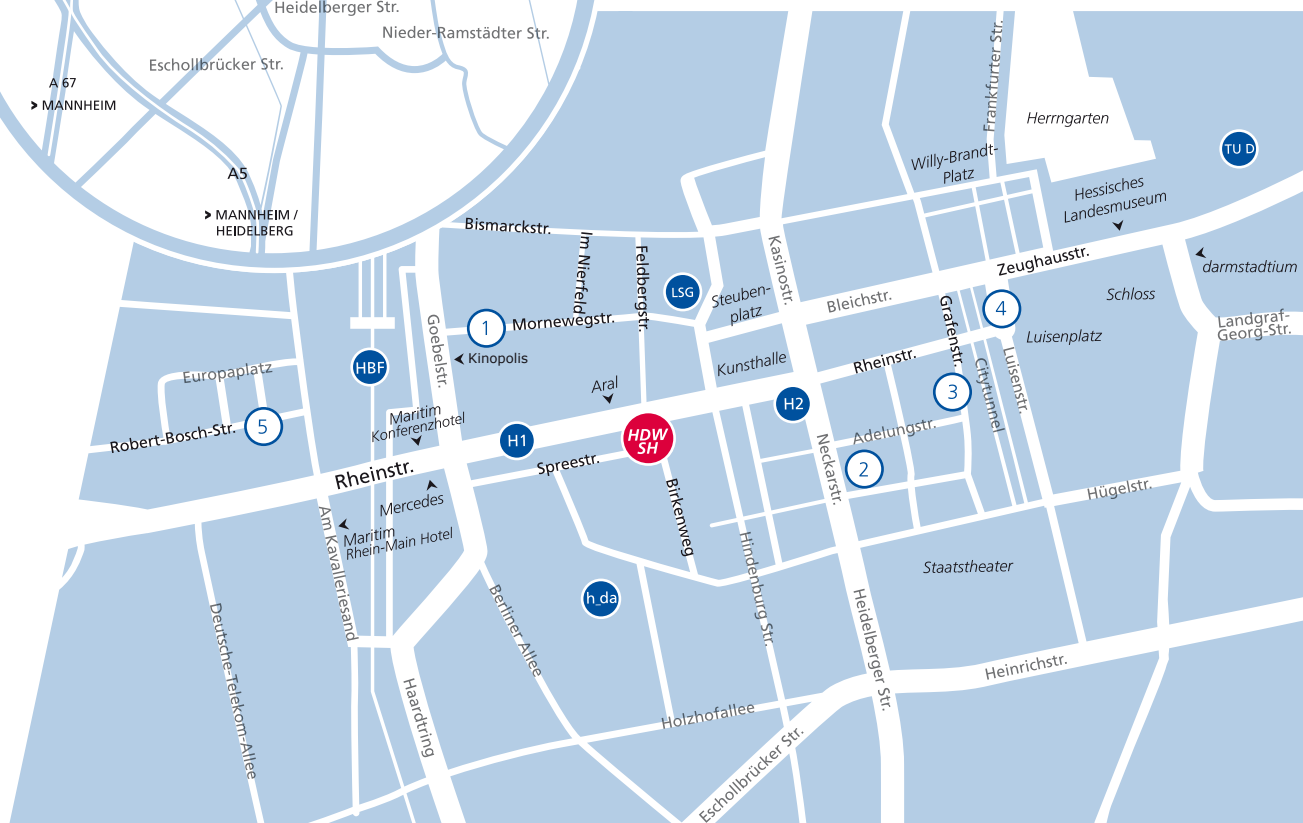 Heidelberger Str.
Nieder-Ramstädter Str.
Eschollbrücker Str.
A 67
> MANNHEIM
A5
> MANNHEIM /
HEIDELBERG
Frankfurter Str.
Herrngarten
TU D
Willy-Brandt-
Platz
Hessisches
Landesmuseum
Bismarckstr.
Im Nierfeld
Feldbergstr.
Kasinostr.
Zeughausstr.
darmstadtium
LSG
Steuben-
platz
Bleichstr.
Schloss
Goebelstr.
1
Mornewegstr.
Grafenstr.
4
Luisenplatz
Landgraf-
Georg-Str.
Kinopolis
HBF
Europaplatz
Kunsthalle
Rheinstr.
Citytunnel
Luisenstr.
Aral
3
H2
Maritim
Konferenzhotel
5
Robert-Bosch-Str.
H1
HDW
SH
Adelungstr.
Neckarstr.
2
Rheinstr.
Spreestr.
Mercedes
Birkenweg
Hügelstr.
Am Kavalleriesand
Maritim
Rhein-Main Hotel
Hindenburg Str.
Staatstheater
h_da
Berliner Allee
Heidelberger Str.
Deutsche-Telekom-Allee
Haardtring
Heinrichstr.
Holzhofallee
Eschollbrücker Str.